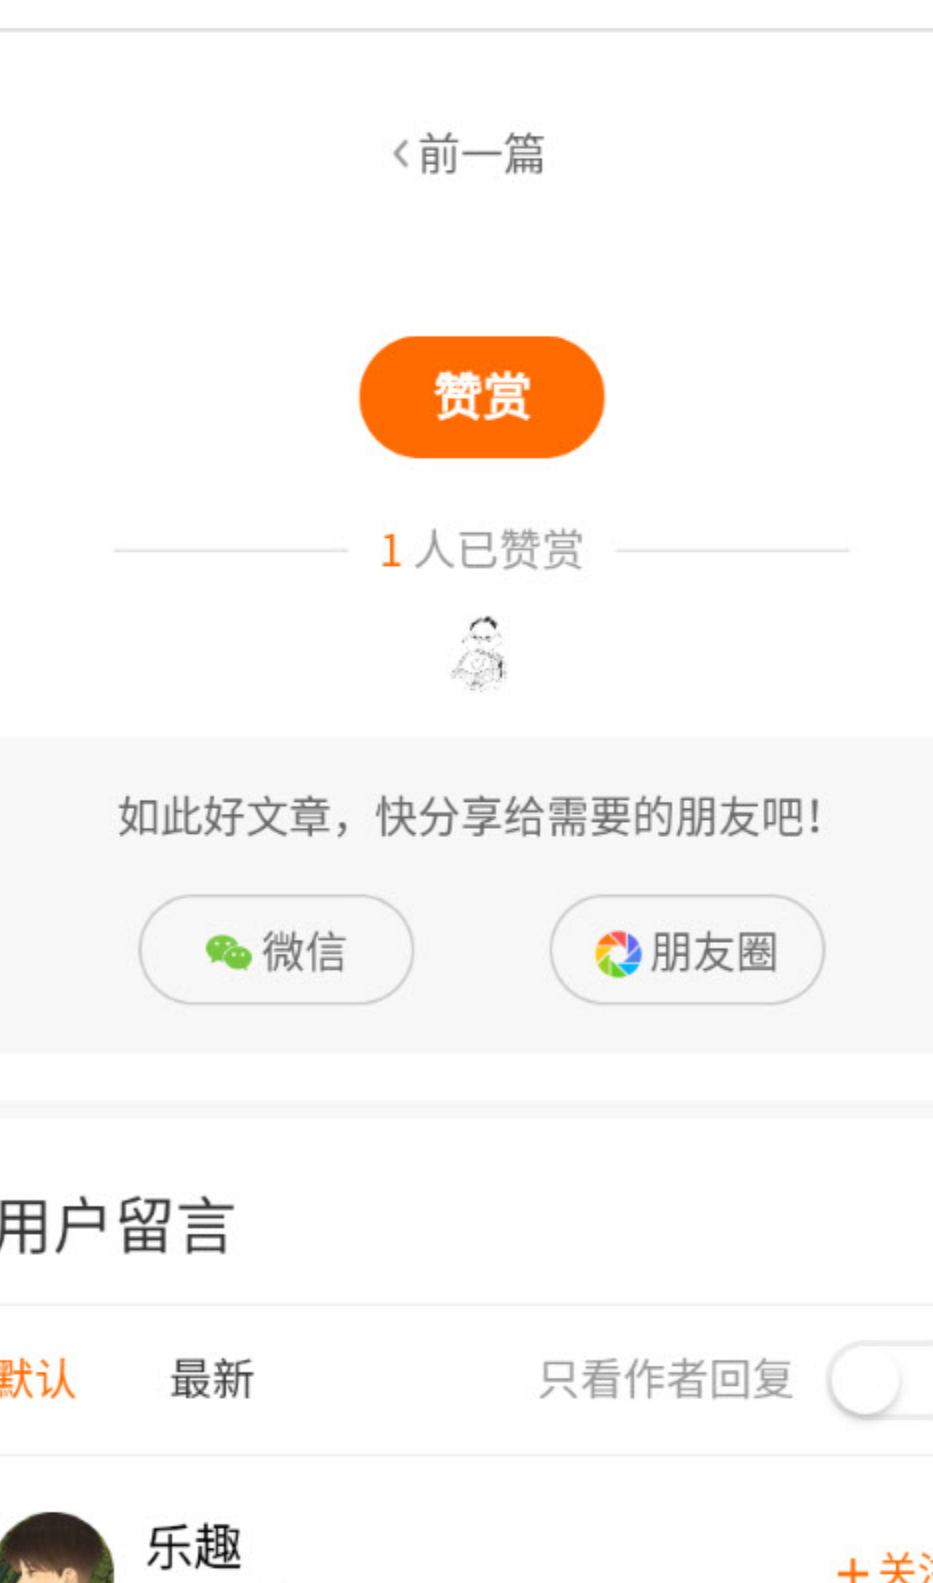 前一篇
赞赏
1 人已赞赏
如此好文章，快分享给需要的朋友吧！
微信
朋友圈
用户留言
默认 最新 只看作者回复
乐趣
+ 关